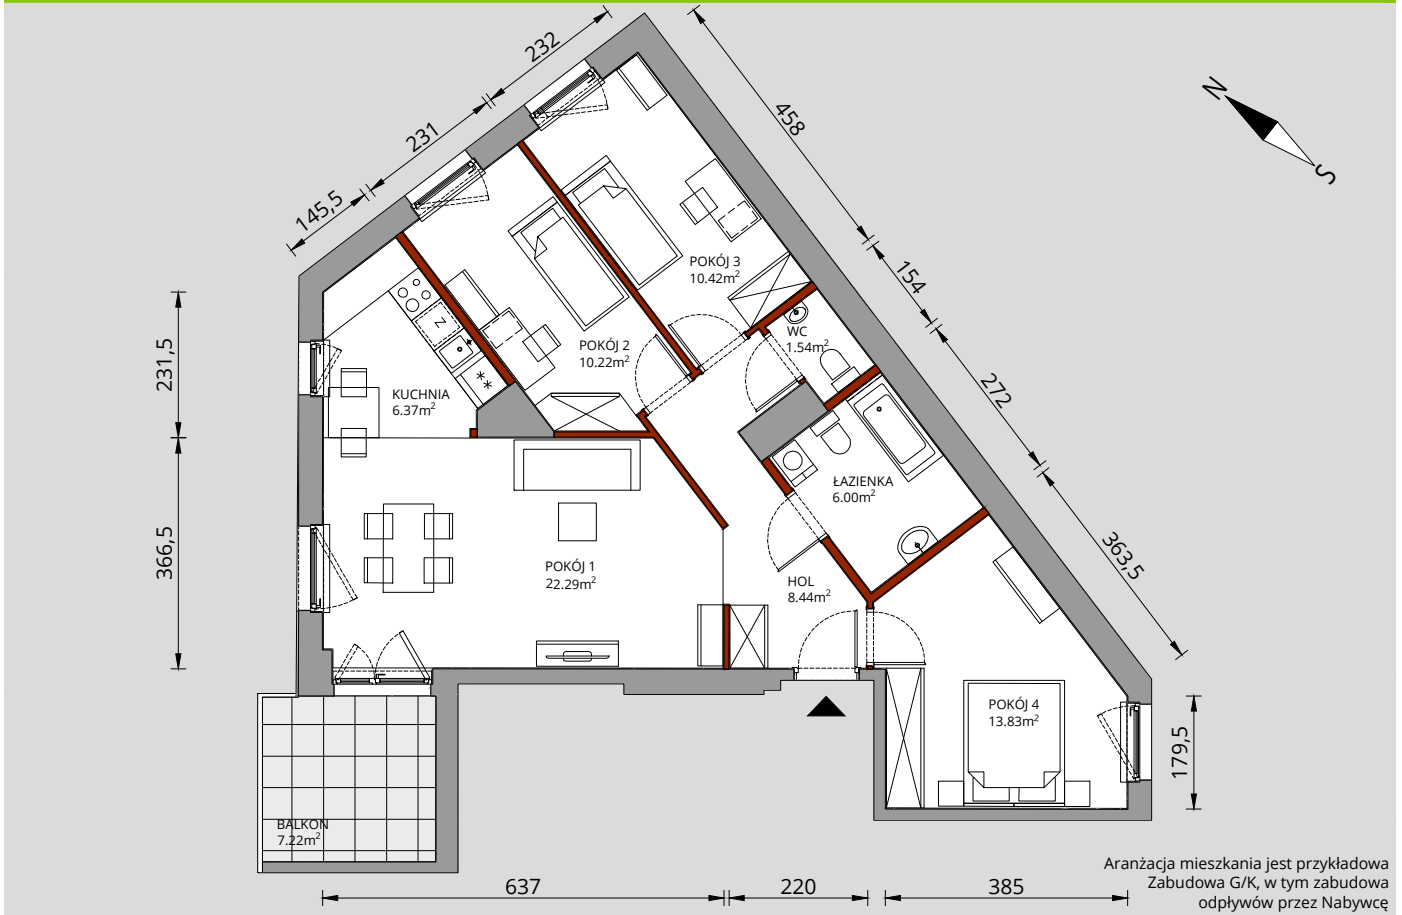 232
231
145,5
458
N
S
154
272
363,5
231,5
366,5
179,5
POKÓJ 3
10.42m²
WC
1.54m²
POKÓJ 2
10.22m²
Z
**
KUCHNIA
6.37m²
ŁAZIENKA
6.00m²
POKÓJ 1
22.29m²
HOL
8.44m²
POKÓJ 4
13.83m²
BALKON
7.22m²
637
220
385
Aranżacja mieszkania jest przykładowa
Zabudowa G/K, w tym zabudowa
odpływów przez Nabywcę